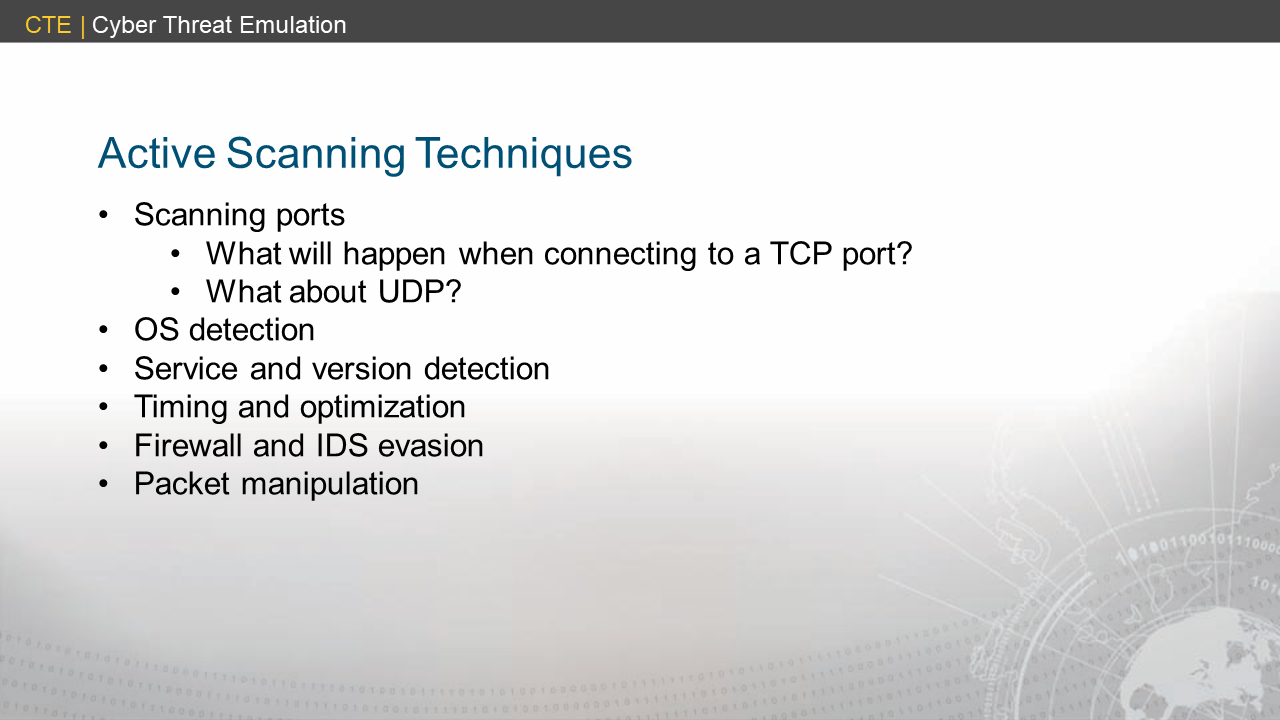 CTE | Cyber Threat Emulation
Active Scanning Techniques
• Scanning ports
• What will happen when connecting to a TCP port?
• What about UDP?
• OS detection
• Service and version detection
• Timing and optimization
• Firewall and IDS evasion
• Packet manipulation